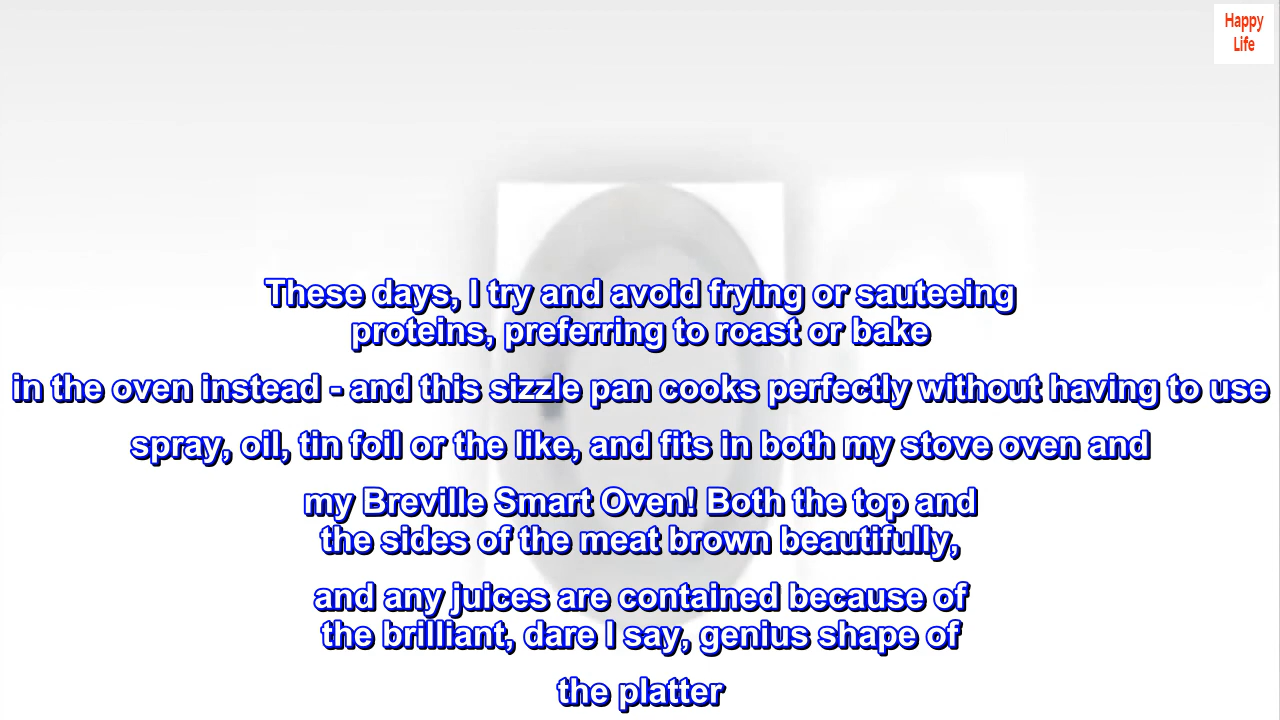 Happy
Life
These days, I try and avoid frying or sauteeing
proteins, preferring to roast or bake
in the oven instead - and this sizzle pan cooks perfectly without having to use
spray, oil, tin foil or the like, and fits in both my stove oven and
my Breville Smart Oven! Both the top and
the sides of the meat brown beautifully,
and any juices are contained because of
the brilliant, dare I say, genius shape of
the platter